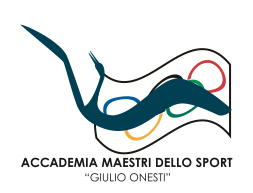 ACCADEMIA MAESTRI DELLO SPORT
“GIULIO ONESTI”